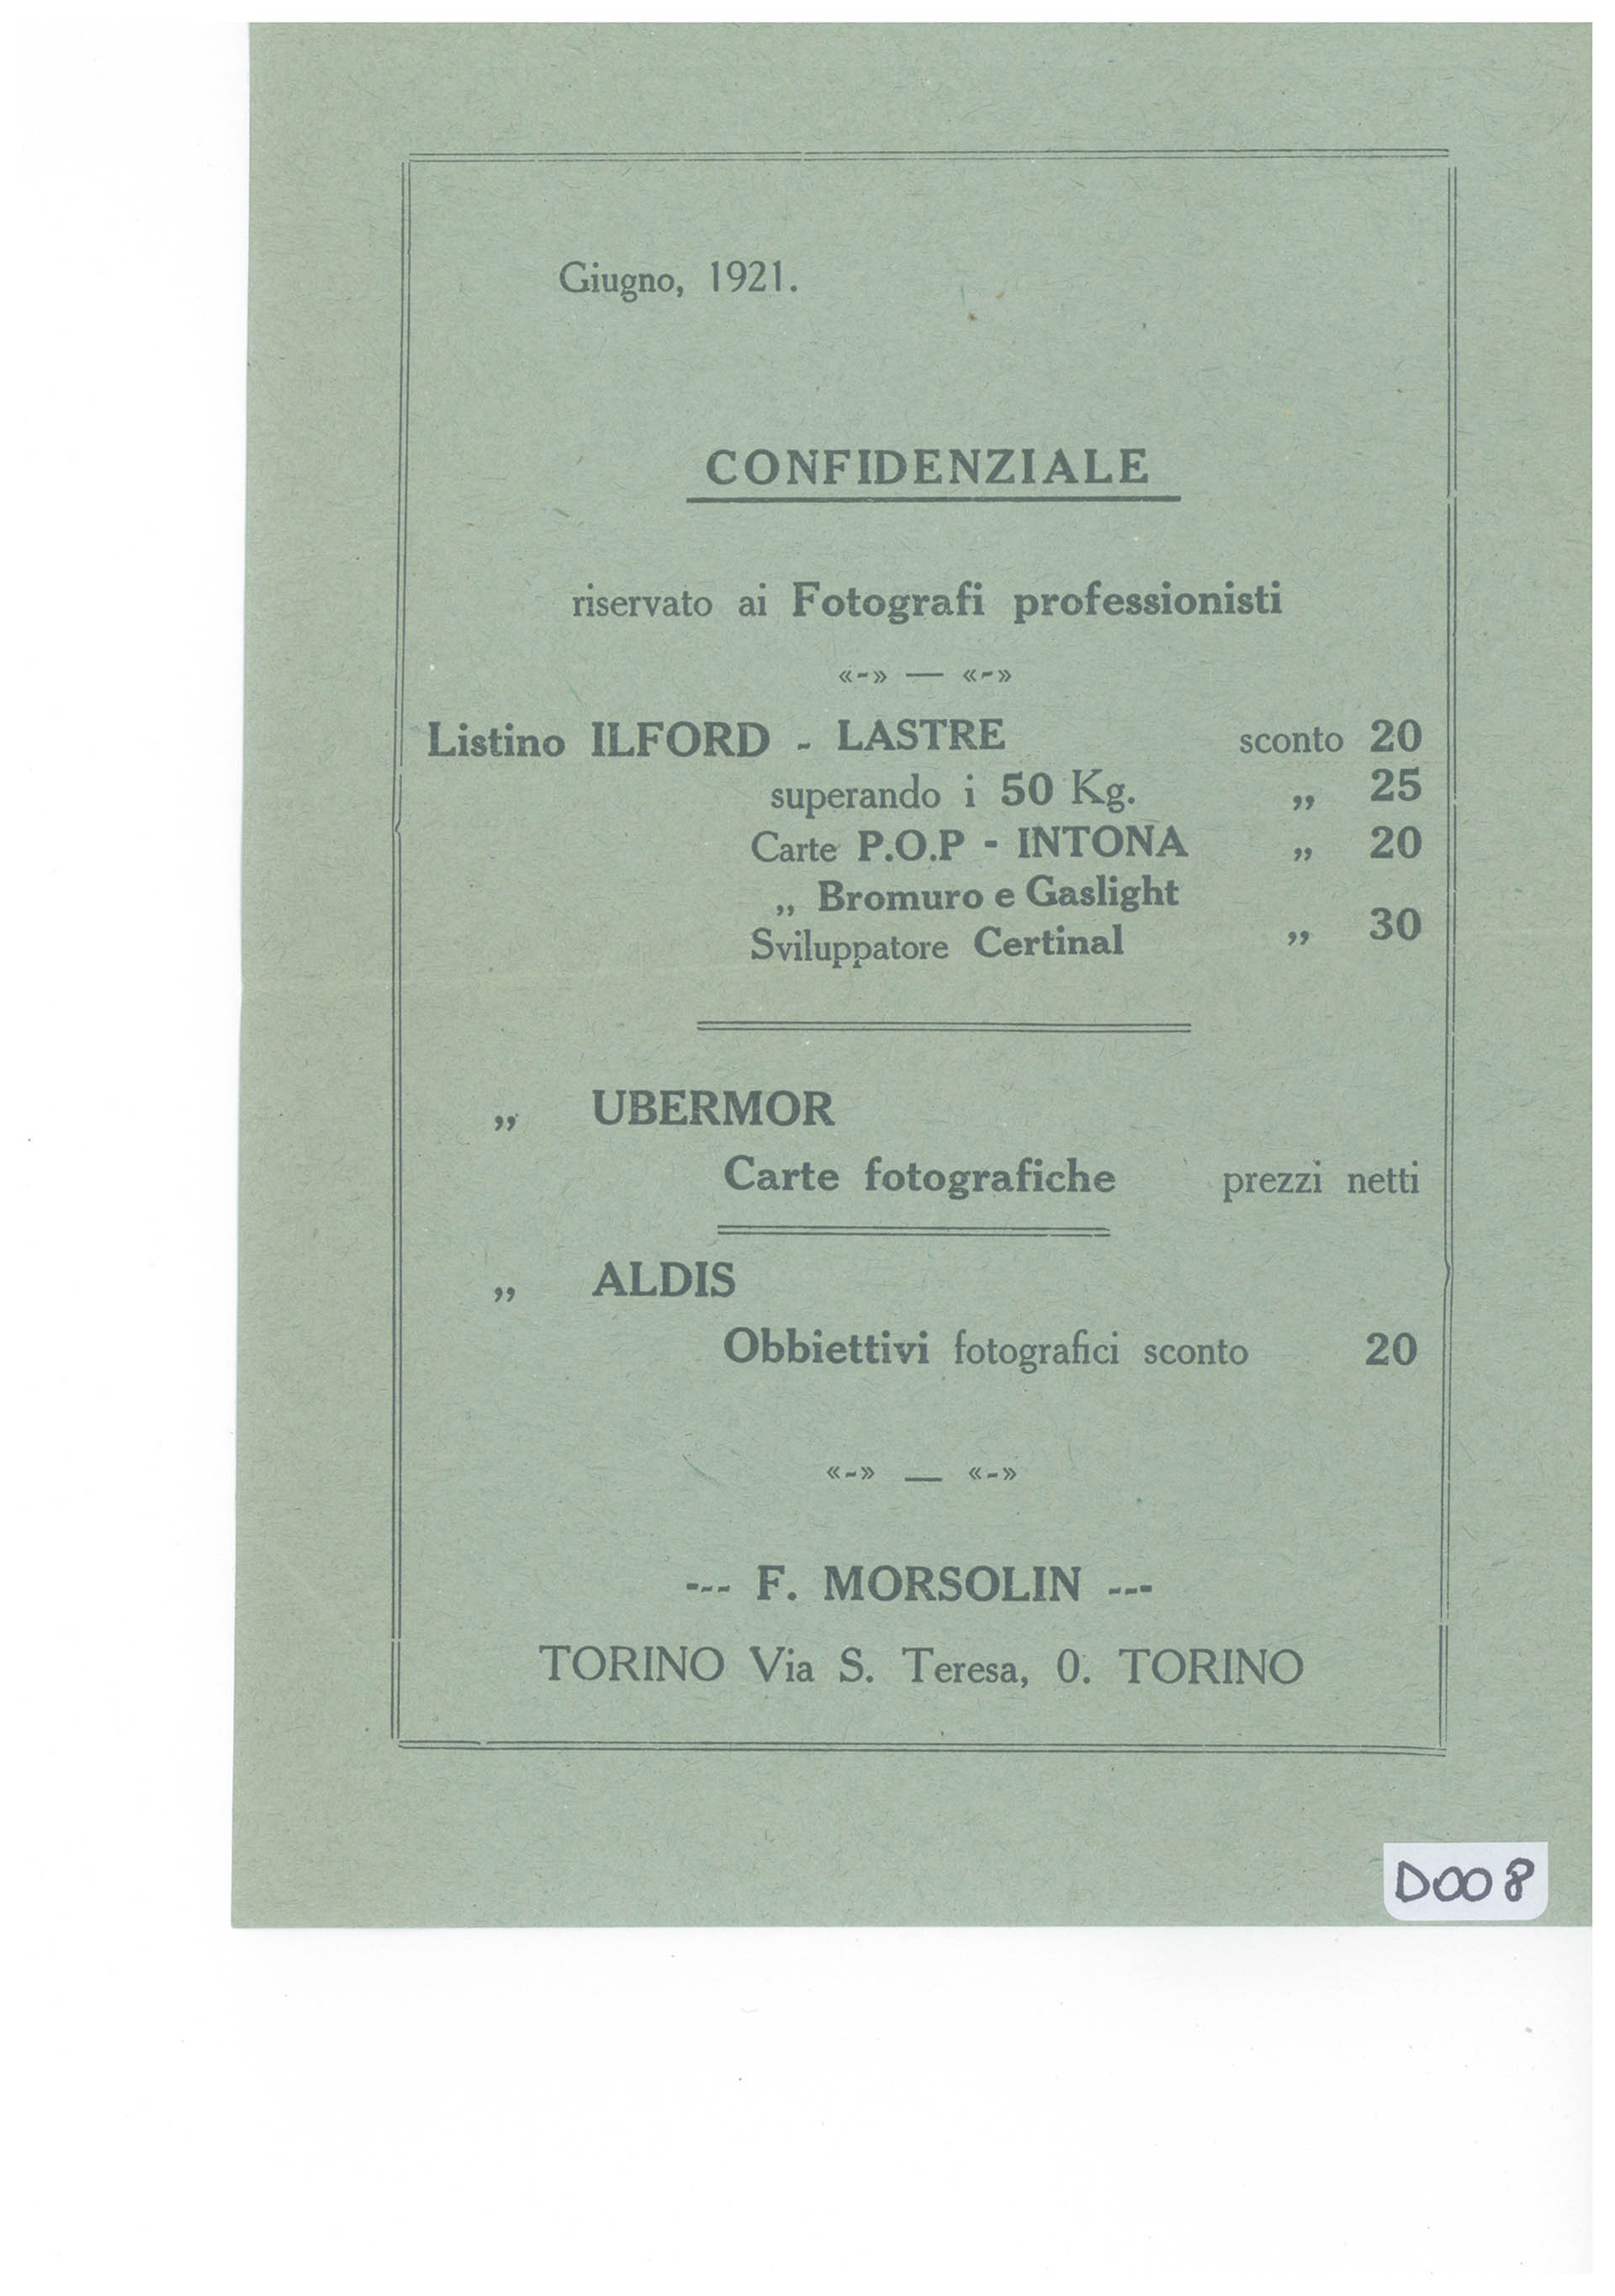 Giugno, 1921.
CONFIDENZIALE
riservato ai Fotografi professionisti
«-» — «-»
Listino ILFORD - LASTRE sconto 20
superando i 50 Kg. „ 25
Carte P.O.P - INTONA „ 20
„ Bromuro e Gaslight
Sviluppatore Certinal „ 30
„ UBERMOR
Carte fotografiche prezzi netti
„ ALDIS
Obbiettivi fotografici sconto 20
«-» — «-»
--- F. MORSOLIN ---
TORINO Via S. Teresa, 0. TORINO
D008